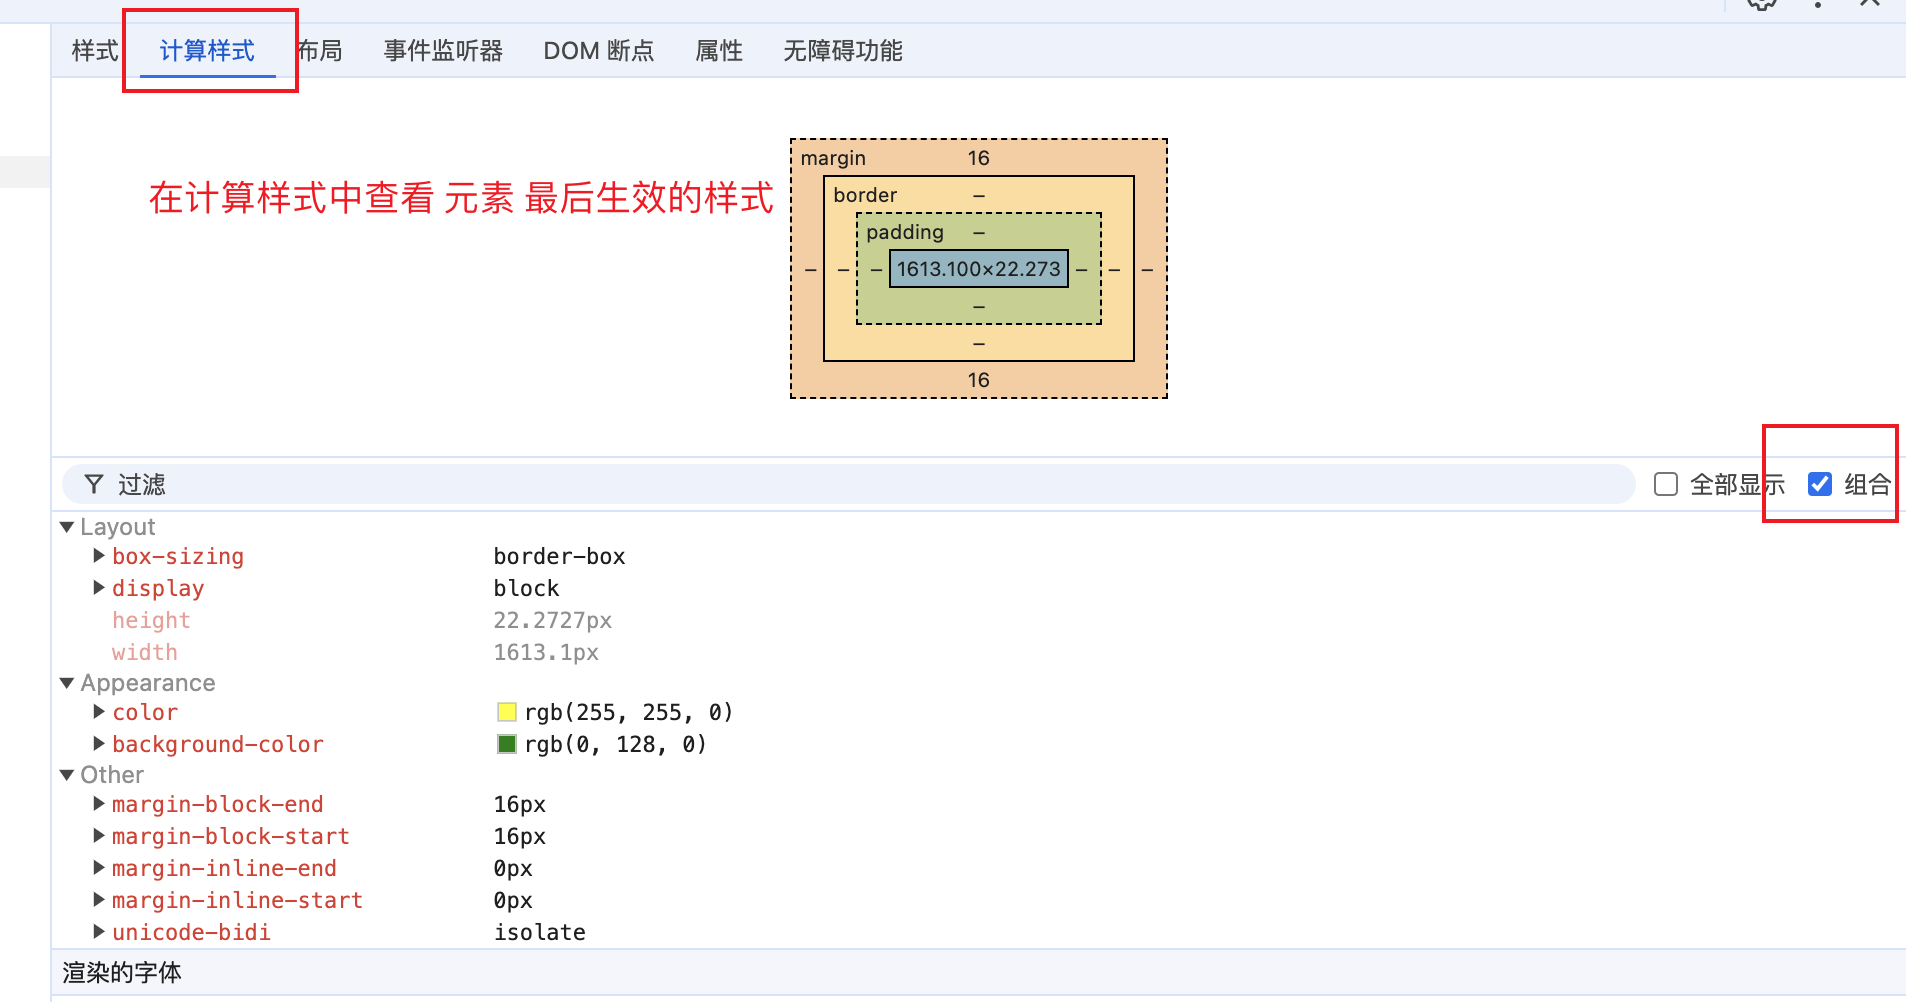 样式 计算样式 布局 事件监听器 DOM 断点 属性 无障碍功能
在计算样式中查看 元素 最后生效的样式
margin 16
border –
padding –
– – – 1613.100×22.273 – – –
–
–
16
过滤 全部显示 组合
Layout
box-sizing border-box
display block
height 22.2727px
width 1613.1px
Appearance
color rgb(255, 255, 0)
background-color rgb(0, 128, 0)
Other
margin-block-end 16px
margin-block-start 16px
margin-inline-end 0px
margin-inline-start 0px
unicode-bidi isolate
渲染的字体